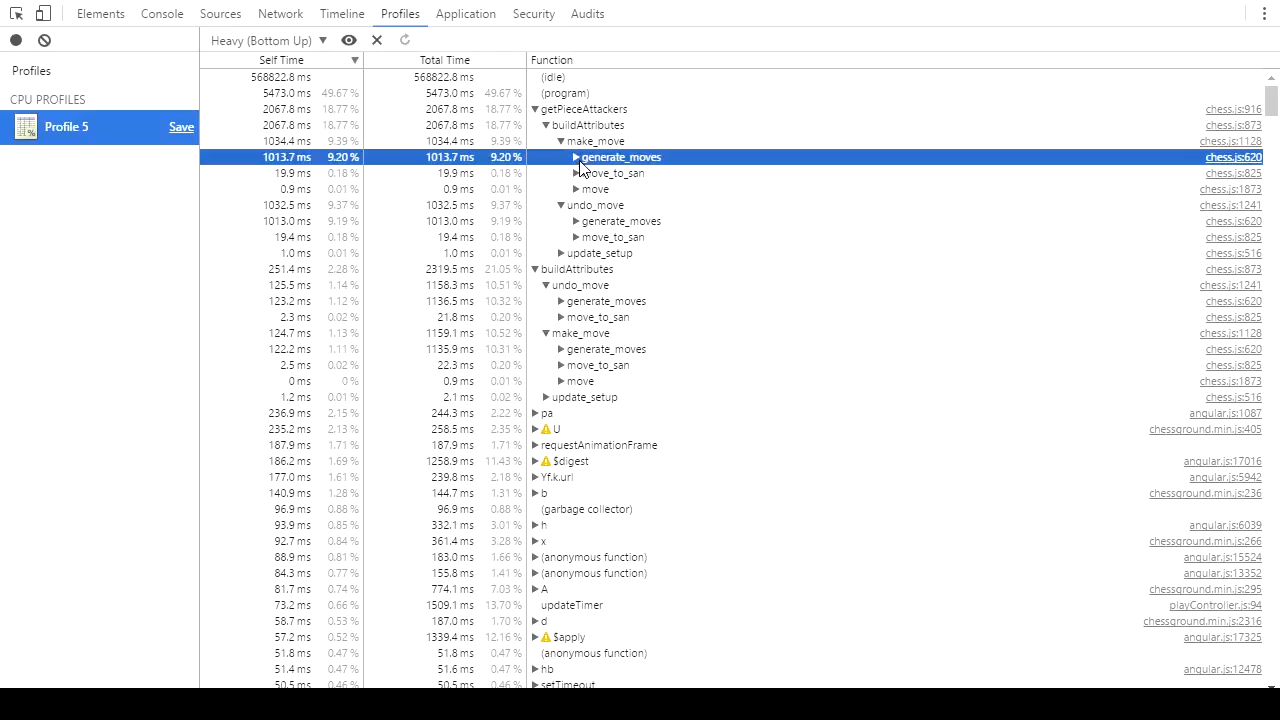 Elements Console Sources Network Timeline Profiles Application Security Audits
Heavy (Bottom Up)
Profiles
CPU PROFILES
Profile 5 Save
Self Time Total Time Function
568822.8 ms 568822.8 ms (idle)
5473.0 ms 49.67 % 5473.0 ms 49.67 % (program)
2067.8 ms 18.77 % 2067.8 ms 18.77 % getPieceAttackers chess.js:916
2067.8 ms 18.77 % 2067.8 ms 18.77 % buildAttributes chess.js:873
1034.4 ms 9.39 % 1034.4 ms 9.39 % make_move chess.js:1128
1013.7 ms 9.20 % 1013.7 ms 9.20 % generate_moves chess.js:620
19.9 ms 0.18 % 19.9 ms 0.18 % ove_to_san chess.js:825
0.9 ms 0.01 % 0.9 ms 0.01 % move chess.js:1873
1032.5 ms 9.37 % 1032.5 ms 9.37 % undo_move chess.js:1241
1013.0 ms 9.19 % 1013.0 ms 9.19 % generate_moves chess.js:620
19.4 ms 0.18 % 19.4 ms 0.18 % move_to_san chess.js:825
1.0 ms 0.01 % 1.0 ms 0.01 % update_setup chess.js:516
251.4 ms 2.28 % 2319.5 ms 21.05 % buildAttributes chess.js:873
125.5 ms 1.14 % 1158.3 ms 10.51 % undo_move chess.js:1241
123.2 ms 1.12 % 1136.5 ms 10.32 % generate_moves chess.js:620
2.3 ms 0.02 % 21.8 ms 0.20 % move_to_san chess.js:825
124.7 ms 1.13 % 1159.1 ms 10.52 % make_move chess.js:1128
122.2 ms 1.11 % 1135.9 ms 10.31 % generate_moves chess.js:620
2.5 ms 0.02 % 22.3 ms 0.20 % move_to_san chess.js:825
0 ms 0 % 0.9 ms 0.01 % move chess.js:1873
1.2 ms 0.01 % 2.1 ms 0.02 % update_setup chess.js:516
236.9 ms 2.15 % 244.3 ms 2.22 % pa angular.js:1087
235.2 ms 2.13 % 258.5 ms 2.35 % U chessground.min.js:405
187.9 ms 1.71 % 187.9 ms 1.71 % requestAnimationFrame
186.2 ms 1.69 % 1258.9 ms 11.43 % $digest angular.js:17016
177.0 ms 1.61 % 239.8 ms 2.18 % Yf.k.url angular.js:5942
140.9 ms 1.28 % 144.7 ms 1.31 % b chessground.min.js:236
96.9 ms 0.88 % 96.9 ms 0.88 % (garbage collector)
93.9 ms 0.85 % 332.1 ms 3.01 % h angular.js:6039
92.7 ms 0.84 % 361.4 ms 3.28 % x chessground.min.js:266
88.9 ms 0.81 % 183.0 ms 1.66 % (anonymous function) angular.js:15524
84.3 ms 0.77 % 155.8 ms 1.41 % (anonymous function) angular.js:13352
81.7 ms 0.74 % 774.1 ms 7.03 % A chessground.min.js:295
73.2 ms 0.66 % 1509.1 ms 13.70 % updateTimer playController.js:94
58.7 ms 0.53 % 187.0 ms 1.70 % d chessground.min.js:2316
57.2 ms 0.52 % 1339.4 ms 12.16 % $apply angular.js:17325
51.8 ms 0.47 % 51.8 ms 0.47 % (anonymous function)
51.4 ms 0.47 % 51.6 ms 0.47 % hb angular.js:12478
50.5 ms 0.46 % 50.5 ms 0.46 % setTimeout